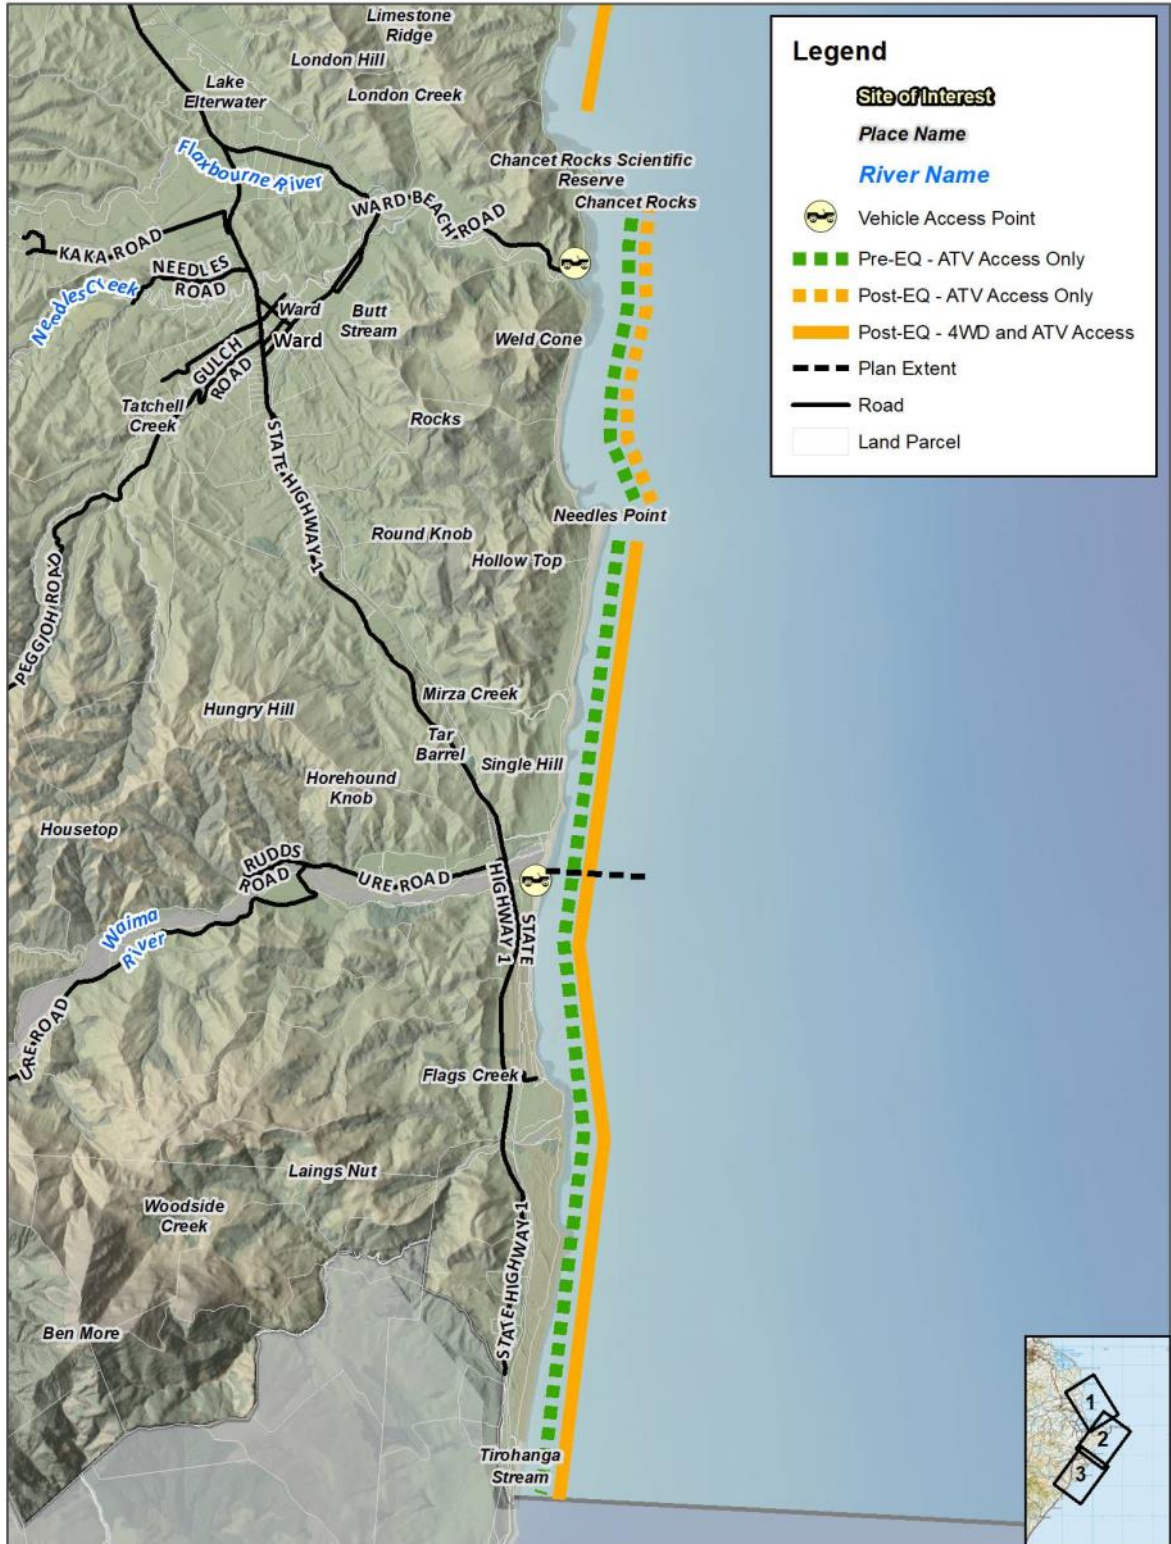 Limestone
Ridge
London Hill
Lake
Elterwater
London Creek
Flaxbourne River
Chancet Rocks Scientific
Reserve
Chancet Rocks
WARD BEACH ROAD
KAKA ROAD
NEEDLES
ROAD
Needles Creek
Ward
Ward
Butt
Stream
Weld Cone
GULCH
ROAD
Tatchell
Creek
Rocks
STATE HIGHWAY 1
Needles Point
Round Knob
Hollow Top
PEGGIOH ROAD
Mirza Creek
Hungry Hill
Tar
Barrel
Single Hill
Horehound
Knob
Housetop
RUDDS
ROAD
URE ROAD
STATE
HIGHWAY 1
Waima
River
URE ROAD
Flags Creek
Laings Nut
Woodside
Creek
STATE HIGHWAY 1
Ben More
Tirohanga
Stream
Legend
Site of Interest
Place Name
River Name
Vehicle Access Point
Pre-EQ - ATV Access Only
Post-EQ - ATV Access Only
Post-EQ - 4WD and ATV Access
Plan Extent
Road
Land Parcel
1
2
3